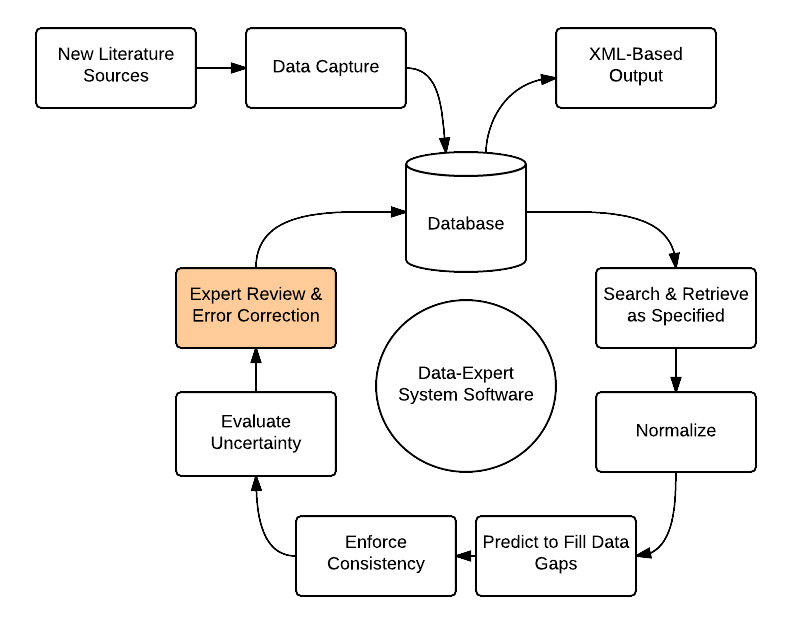 New Literature
Sources
Data Capture
XML-Based
Output
Database
Expert Review &
Error Correction
Search & Retrieve
as Specified
Data-Expert
System Software
Evaluate
Uncertainty
Normalize
Enforce
Consistency
Predict to Fill Data
Gaps